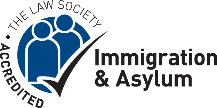 • THE LAW SOCIETY
ACCREDITED
Immigration
& Asylum